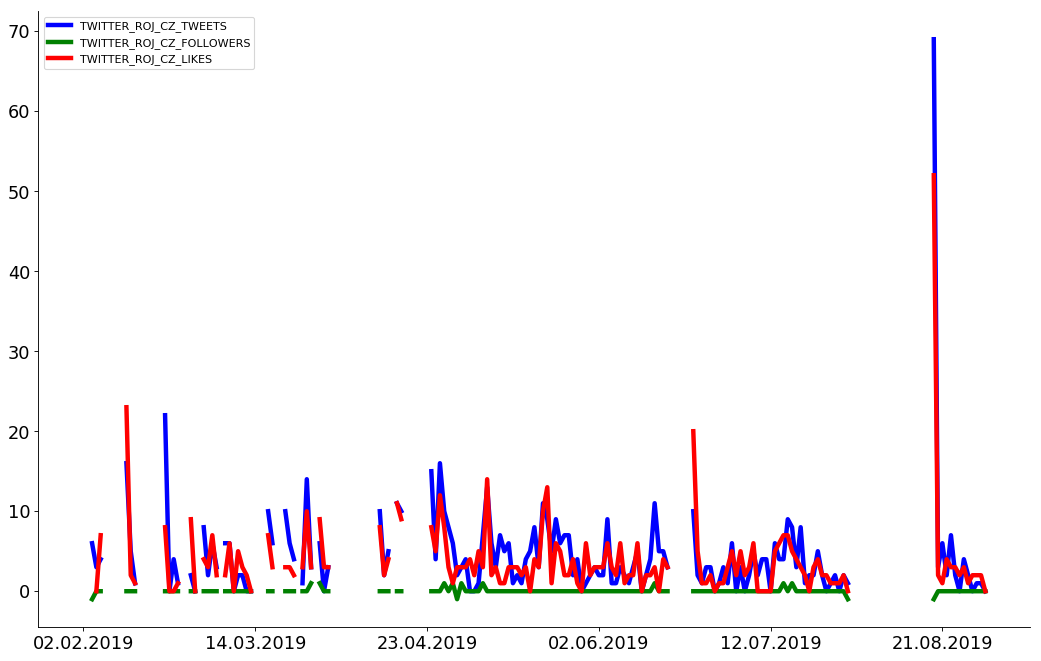 TWITTER_ROJ_CZ_TWEETS
TWITTER_ROJ_CZ_FOLLOWERS
TWITTER_ROJ_CZ_LIKES
70
60
50
40
30
20
10
0
02.02.2019 14.03.2019 23.04.2019 02.06.2019 12.07.2019 21.08.2019